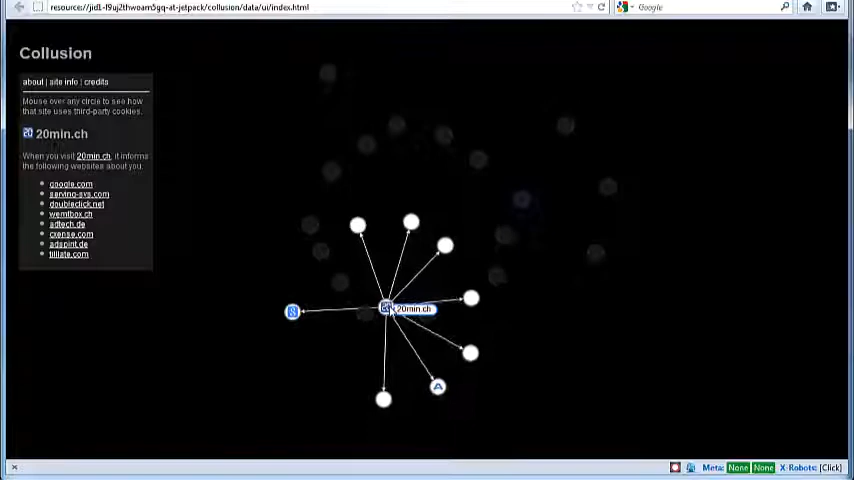 resource://jid1-f9uj2thwoam5gq-at-jetpack/collusion/data/ui/index.html
Google
Collusion
about | site info | credits
Mouse over any circle to see how
that site uses third-party cookies.
20 20min.ch
When you visit 20min.ch, it informs
the following websites about you.
google.com
serving-sys.com
doubleclick.net
wemfbox.ch
adtech.de
cxense.com
adspirit.de
tillate.com
20min.ch
A
Meta: None None X-Robots: [Click]